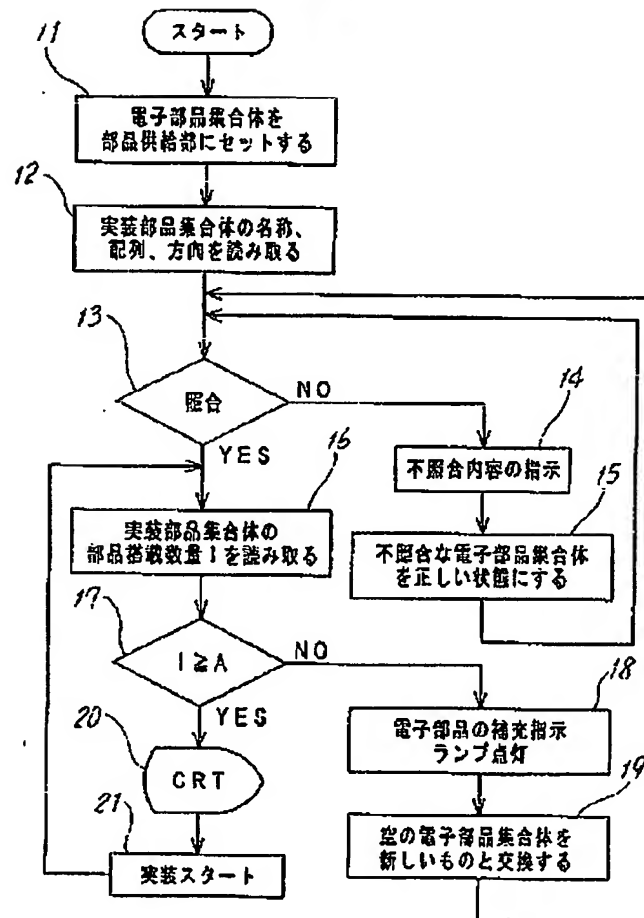 11
スタート
電子部品集合体を
部品供給部にセットする
12
実装部品集合体の名称、
配列、方向を読み取る
13
照合
NO
YES
14
不照合内容の指示
15
不照合な電子部品集合体
を正しい状態にする
16
実装部品集合体の
部品搭載数量Iを読み取る
17
I≧A
NO
YES
18
電子部品の補充指示
ランプ点灯
19
空の電子部品集合体を
新しいものと交換する
20
CRT
21
実装スタート